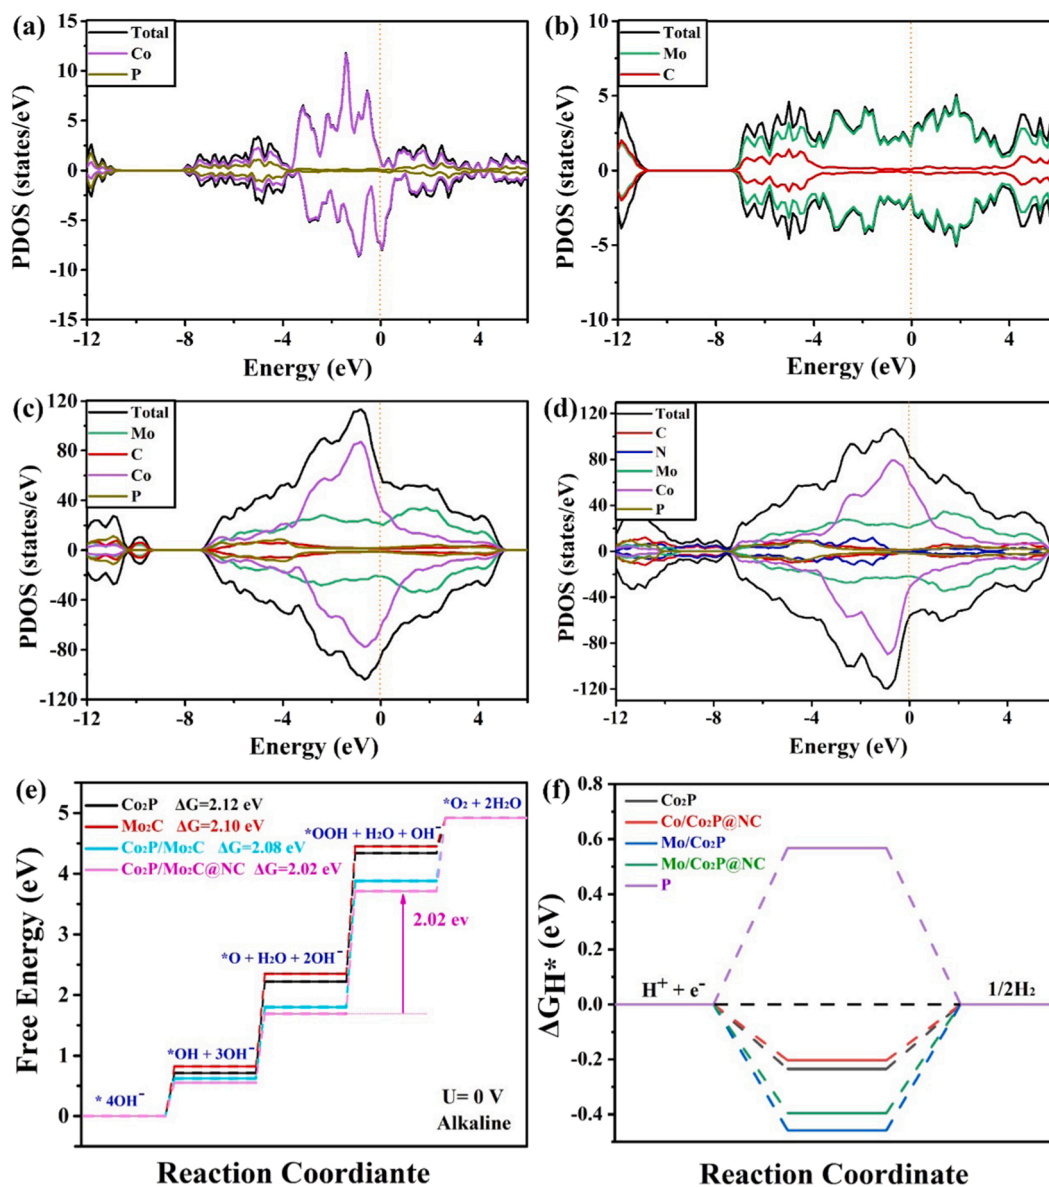 (a)
Total
Co
P
15
10
5
0
-5
-10
-15
PDOS (states/eV)
-12
-8
-4
0
4
Energy (eV)
(b)
Total
Mo
C
10
5
0
-5
-10
PDOS (states/eV)
-12
-8
-4
0
4
Energy (eV)
(c)
Total
Mo
C
Co
P
120
80
40
0
-40
-80
-120
PDOS (states/eV)
-12
-8
-4
0
4
Energy (eV)
(d)
Total
C
N
Mo
Co
P
120
80
40
0
-40
-80
-120
PDOS (states/eV)
-12
-8
-4
0
4
Energy (eV)
(e)
Co₂P ΔG=2.12 eV
Mo₂C ΔG=2.10 eV
Co₂P/Mo₂C ΔG=2.08 eV
Co₂P/Mo₂C@NC ΔG=2.02 eV
*O₂ + 2H₂O
*OOH + H₂O + OH⁻
2.02 ev
*O + H₂O + 2OH⁻
*OH + 3OH⁻
* 4OH⁻
U= 0 V
Alkaline
5
4
3
2
1
0
Free Energy (eV)
Reaction Coordiante
(f)
Co₂P
Co/Co₂P@NC
Mo/Co₂P
Mo/Co₂P@NC
P
H⁺ + e⁻
1/2H₂
0.8
0.6
0.4
0.2
0.0
-0.2
-0.4
ΔGH* (eV)
Reaction Coordinate